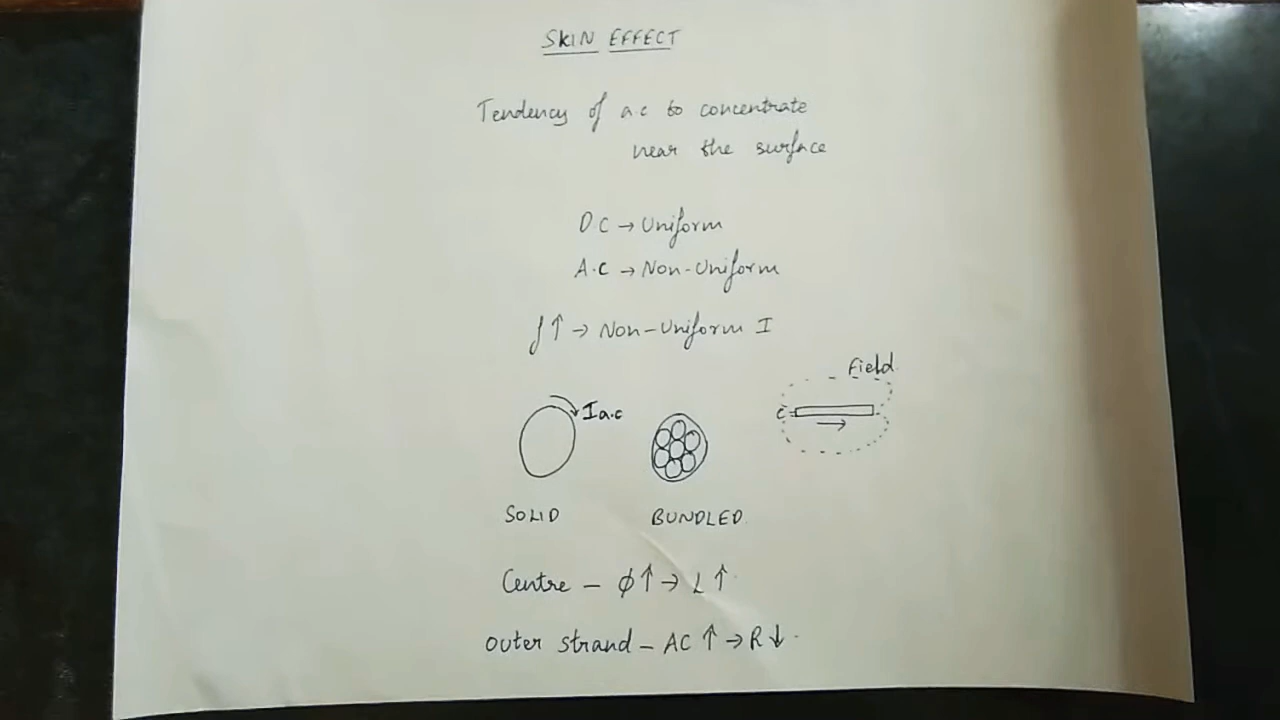 SKIN EFFECT
Tendency of a c to concentrate
near the surface
D.C → Uniform
A.C → Non-Uniform
f ↑ → Non-Uniform I
Field
I a.c
C
SOLID
BUNDLED
Centre – ϕ ↑ → L ↑
outer strand – AC ↑ → R ↓